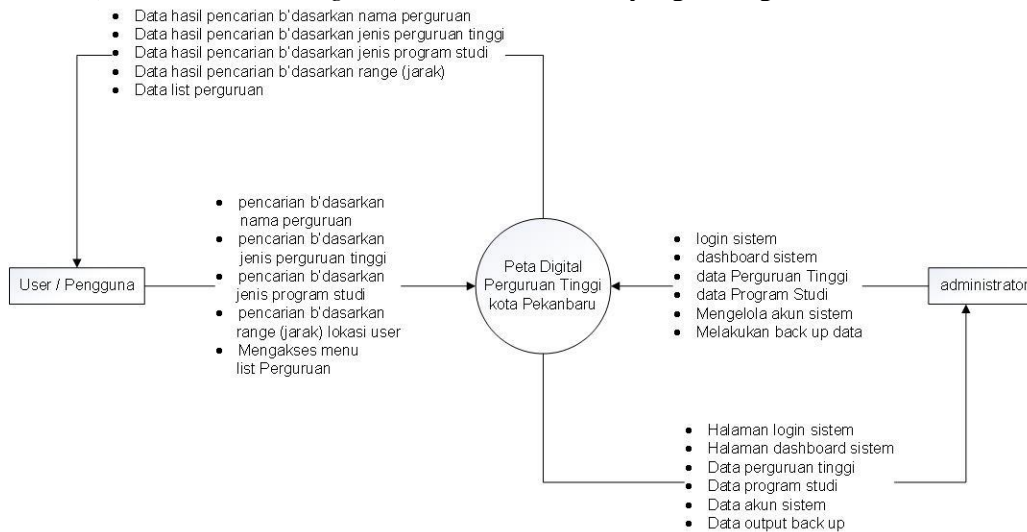 • Data hasil pencarian b'dasarkan nama perguruan
• Data hasil pencarian b'dasarkan jenis perguruan tinggi
• Data hasil pencarian b'dasarkan jenis program studi
• Data hasil pencarian b'dasarkan range (jarak)
• Data list perguruan
User / Pengguna
• pencarian b'dasarkan
nama perguruan
• pencarian b'dasarkan
jenis perguruan tinggi
• pencarian b'dasarkan
jenis program studi
• pencarian b'dasarkan
range (jarak) lokasi user
• Mengakses menu
list Perguruan
Peta Digital
Perguruan Tinggi
kota Pekanbaru
• login sistem
• dashboard sistem
• data Perguruan Tinggi
• data Program Studi
• Mengelola akun sistem
• Melakukan back up data
administrator
• Halaman login sistem
• Halaman dashboard sistem
• Data perguruan tinggi
• Data program studi
• Data akun sistem
• Data output back up